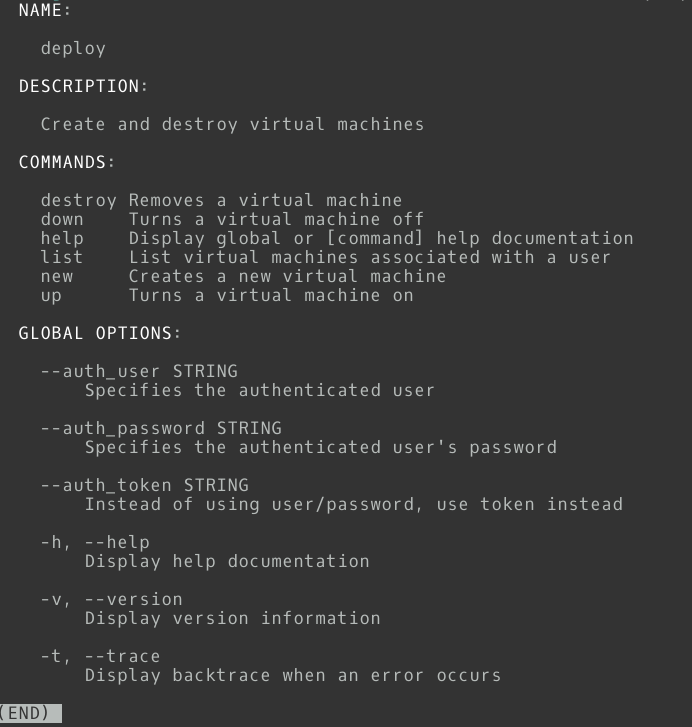 NAME:
deploy
DESCRIPTION:
Create and destroy virtual machines
COMMANDS:
destroy Removes a virtual machine
down Turns a virtual machine off
help Display global or [command] help documentation
list List virtual machines associated with a user
new Creates a new virtual machine
up Turns a virtual machine on
GLOBAL OPTIONS:
--auth_user STRING
Specifies the authenticated user
--auth_password STRING
Specifies the authenticated user's password
--auth_token STRING
Instead of using user/password, use token instead
-h, --help
Display help documentation
-v, --version
Display version information
-t, --trace
Display backtrace when an error occurs
(END)